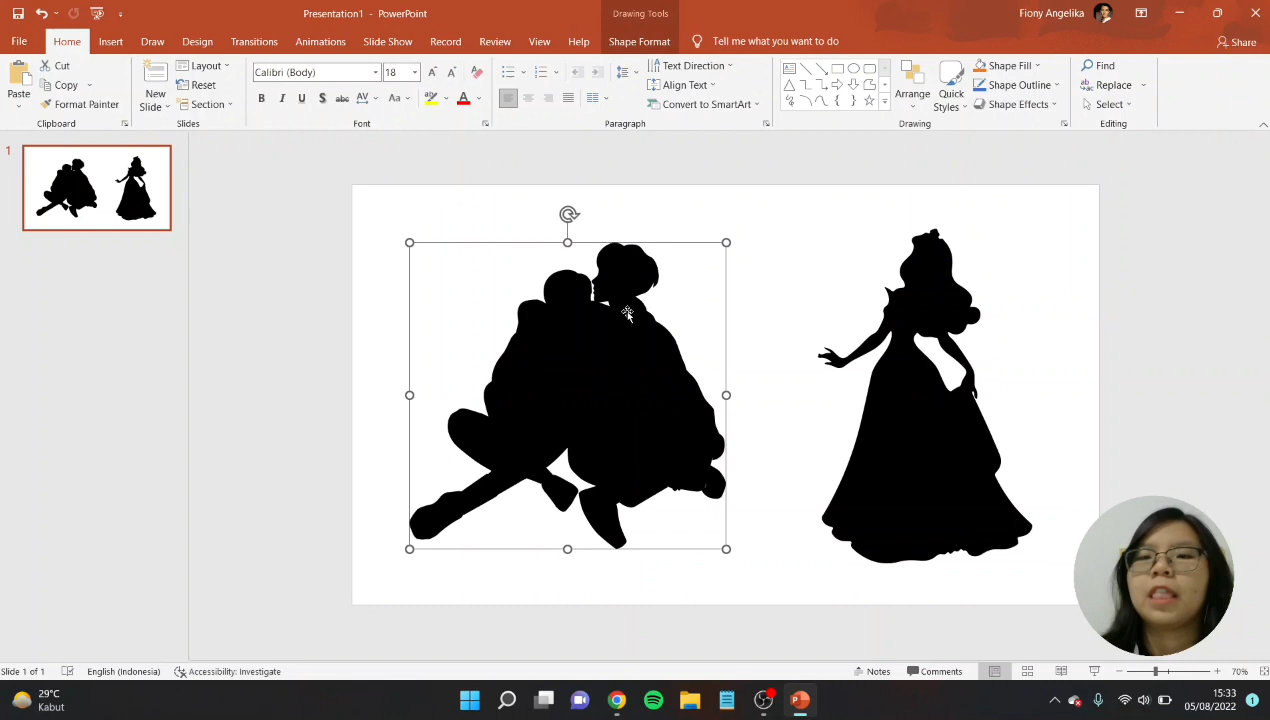 Presentation1 - PowerPoint
Drawing Tools
Fiony Angelika
File
Home
Insert
Draw
Design
Transitions
Animations
Slide Show
Record
Review
View
Help
Shape Format
Tell me what you want to do
Share
Paste
Cut
Copy
Format Painter
Clipboard
New
Slide
Layout
Reset
Section
Slides
Calibri (Body)
18
B I U S abc AV Aa A
Font
Text Direction
Align Text
Convert to SmartArt
Paragraph
Arrange
Quick
Styles
Shape Fill
Shape Outline
Shape Effects
Drawing
Find
Replace
Select
Editing
1
Slide 1 of 1
English (Indonesia)
Accessibility: Investigate
Notes
Comments
70%
29°C
Kabut
15:33
05/08/2022
1